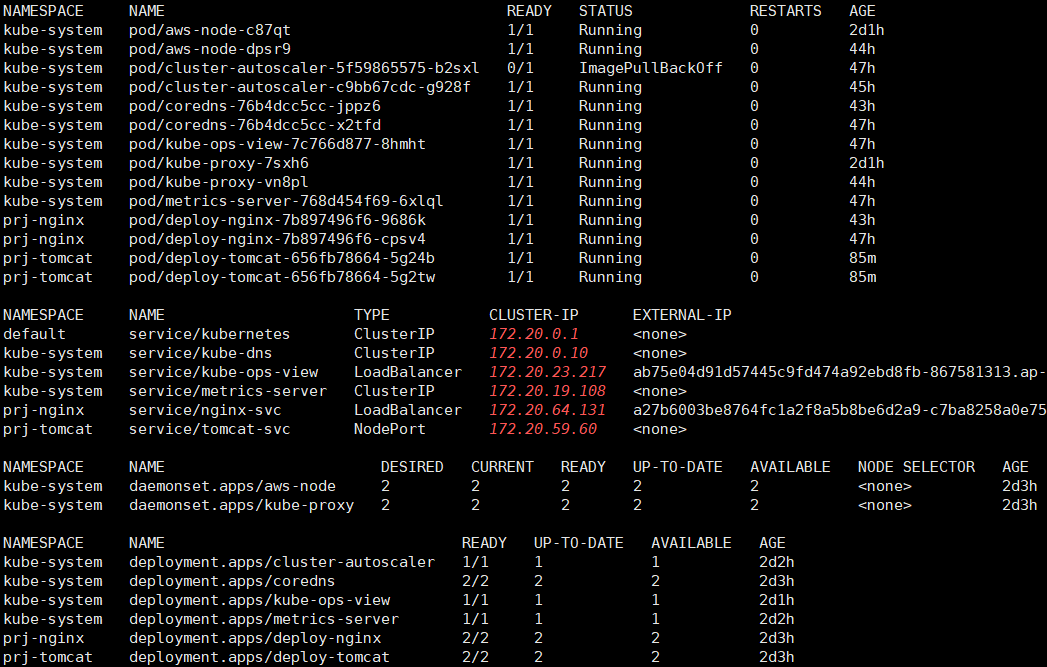 NAMESPACE     NAME                                      READY   STATUS             RESTARTS   AGE
kube-system   pod/aws-node-c87qt                        1/1     Running            0          2d1h
kube-system   pod/aws-node-dpsr9                        1/1     Running            0          44h
kube-system   pod/cluster-autoscaler-5f59865575-b2sxl   0/1     ImagePullBackOff   0          47h
kube-system   pod/cluster-autoscaler-c9bb67cdc-g928f    1/1     Running            0          45h
kube-system   pod/coredns-76b4dcc5cc-jppz6              1/1     Running            0          43h
kube-system   pod/coredns-76b4dcc5cc-x2tfd              1/1     Running            0          47h
kube-system   pod/kube-ops-view-7c766d877-8hmht         1/1     Running            0          47h
kube-system   pod/kube-proxy-7sxh6                      1/1     Running            0          2d1h
kube-system   pod/kube-proxy-vn8pl                      1/1     Running            0          44h
kube-system   pod/metrics-server-768d454f69-6xlql       1/1     Running            0          47h
prj-nginx     pod/deploy-nginx-7b897496f6-9686k         1/1     Running            0          43h
prj-nginx     pod/deploy-nginx-7b897496f6-cpsv4         1/1     Running            0          47h
prj-tomcat    pod/deploy-tomcat-656fb78664-5g24b        1/1     Running            0          85m
prj-tomcat    pod/deploy-tomcat-656fb78664-5g2tw        1/1     Running            0          85m
NAMESPACE     NAME                     TYPE           CLUSTER-IP      EXTERNAL-IP
default       service/kubernetes       ClusterIP      172.20.0.1      <none>
kube-system   service/kube-dns         ClusterIP      172.20.0.10     <none>
kube-system   service/kube-ops-view    LoadBalancer   172.20.23.217   ab75e04d91d57445c9fd474a92ebd8fb-867581313.ap-
kube-system   service/metrics-server   ClusterIP      172.20.19.108   <none>
prj-nginx     service/nginx-svc        LoadBalancer   172.20.64.131   a27b6003be8764fc1a2f8a5b8be6d2a9-c7ba8258a0e75
prj-tomcat    service/tomcat-svc       NodePort       172.20.59.60    <none>
NAMESPACE     NAME                        DESIRED   CURRENT   READY   UP-TO-DATE   AVAILABLE   NODE SELECTOR   AGE
kube-system   daemonset.apps/aws-node     2         2         2       2            2           <none>          2d3h
kube-system   daemonset.apps/kube-proxy   2         2         2       2            2           <none>          2d3h
NAMESPACE     NAME                                 READY   UP-TO-DATE   AVAILABLE   AGE
kube-system   deployment.apps/cluster-autoscaler   1/1     1            1           2d2h
kube-system   deployment.apps/coredns              2/2     2            2           2d3h
kube-system   deployment.apps/kube-ops-view        1/1     1            1           2d1h
kube-system   deployment.apps/metrics-server       1/1     1            1           2d2h
prj-nginx     deployment.apps/deploy-nginx         2/2     2            2           2d3h
prj-tomcat    deployment.apps/deploy-tomcat        2/2     2            2           2d3h